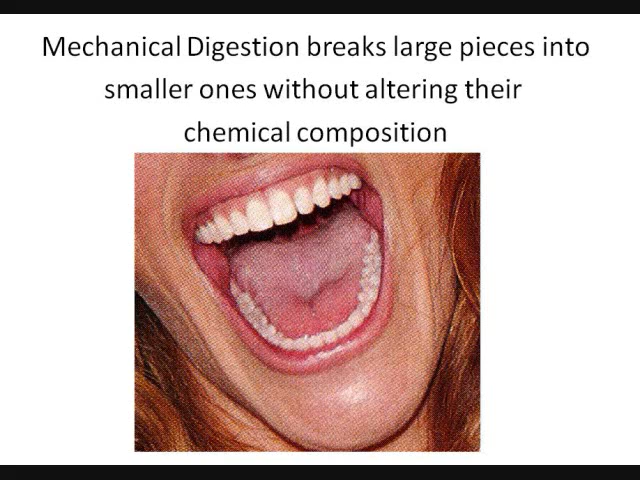 Mechanical Digestion breaks large pieces into
smaller ones without altering their
chemical composition